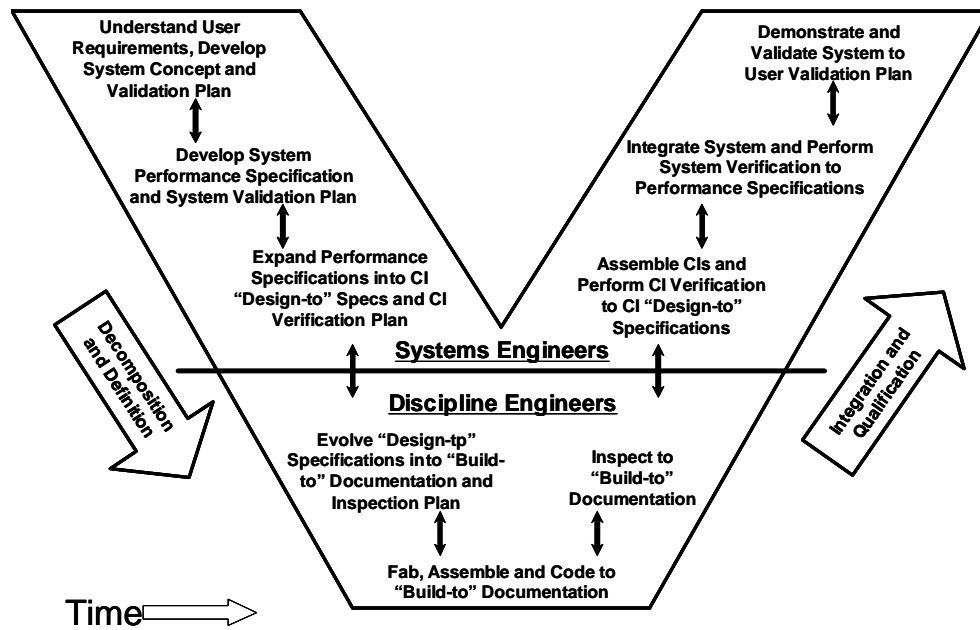 Understand User
Requirements, Develop
System Concept and
Validation Plan
Develop System
Performance Specification
and System Validation Plan
Expand Performance
Specifications into CI
“Design-to” Specs and CI
Verification Plan
Decomposition
and Definition
Systems Engineers
Discipline Engineers
Evolve “Design-tp”
Specifications into “Build-
to” Documentation and
Inspection Plan
Fab, Assemble and Code to
“Build-to” Documentation
Inspect to
“Build-to”
Documentation
Assemble CIs and
Perform CI Verification
to CI “Design-to”
Specifications
Integrate System and Perform
System Verification to
Performance Specifications
Demonstrate and
Validate System to
User Validation Plan
Integration and
Qualification
Time